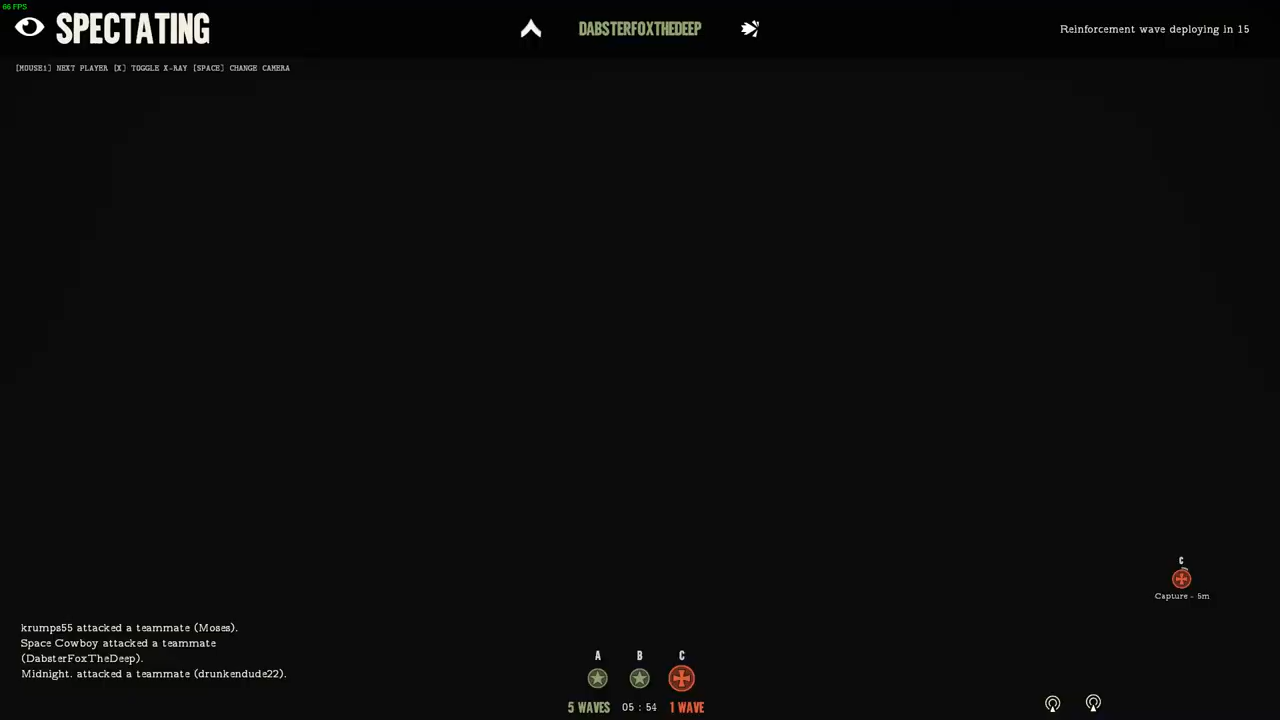 66 FPS
SPECTATING
DABSTERFOXTHEDEEP
Reinforcement wave deploying in 15
[MOUSE1] NEXT PLAYER [X] TOGGLE X-RAY [SPACE] CHANGE CAMERA
C
Capture - 5m
krumps55 attacked a teammate (Moses).
Space Cowboy attacked a teammate
(DabsterFoxTheDeep).
Midnight. attacked a teammate (drunkendude22).
A B C
5 WAVES 05 : 54 1 WAVE